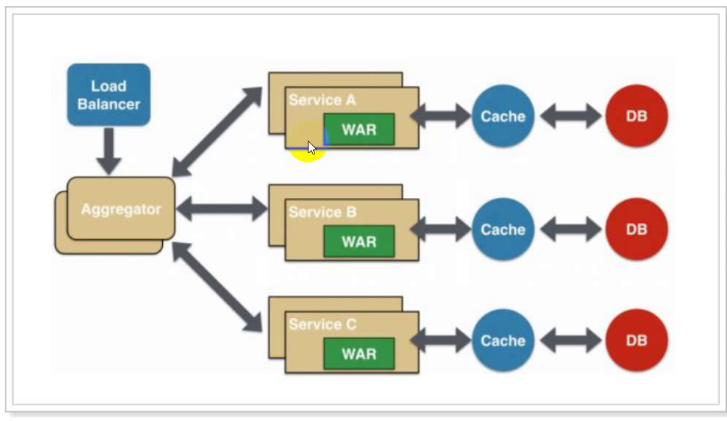 Load
Balancer
Aggregator
Service A
WAR
Cache
DB
Service B
WAR
Cache
DB
Service C
WAR
Cache
DB